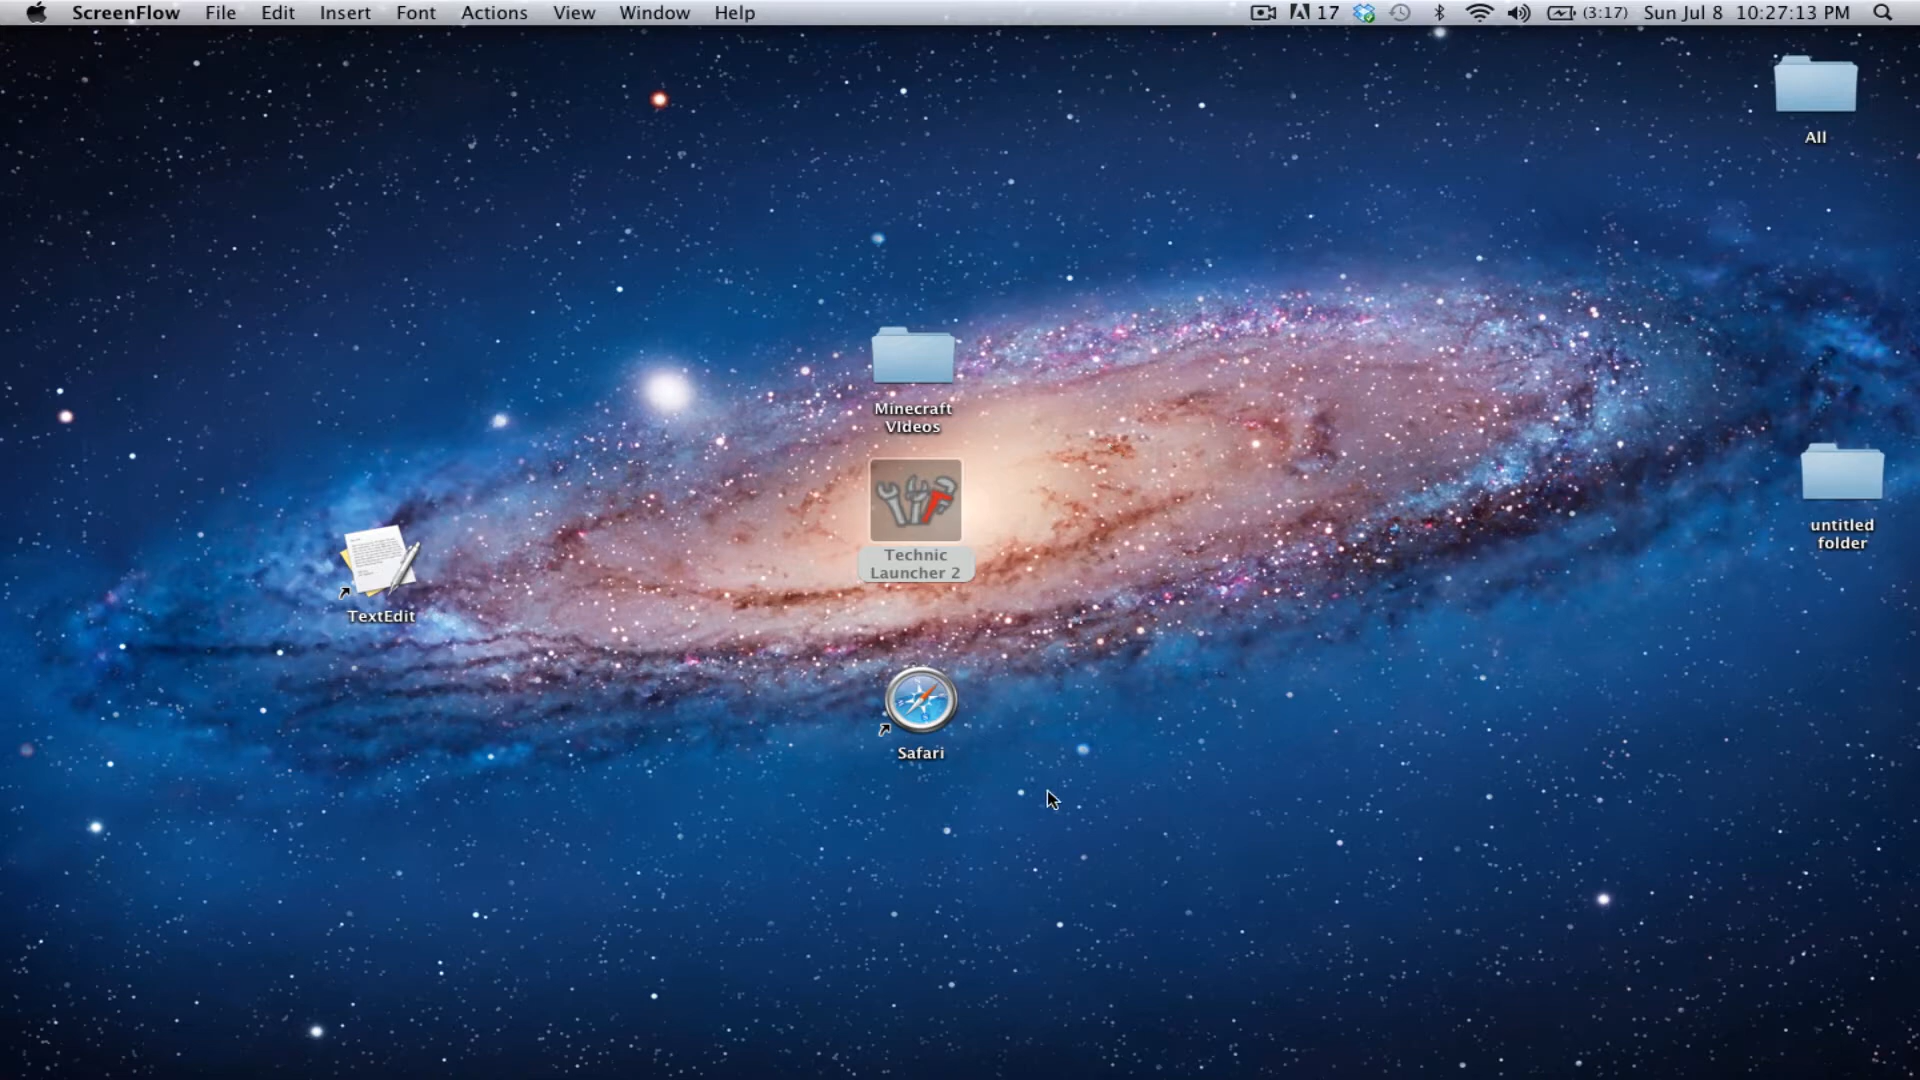 ScreenFlow File Edit Insert Font Actions View Window Help 17 (3:17) Sun Jul 8 10:27:13 PM
All
Minecraft
VIdeos
untitled
folder
Technic
Launcher 2
TextEdit
Safari